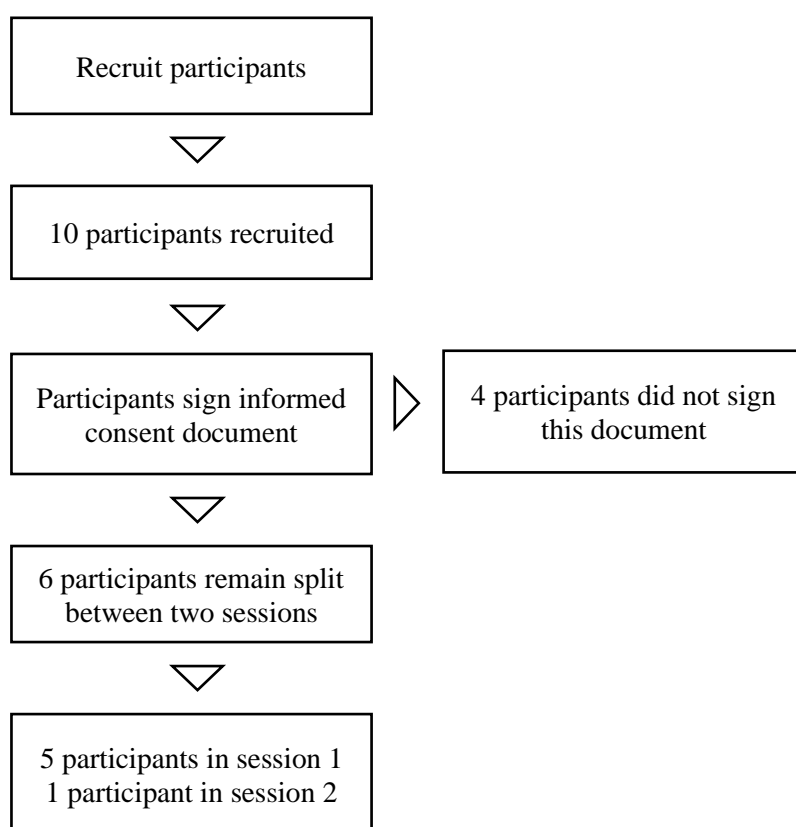 Recruit participants
10 participants recruited
Participants sign informed
consent document
4 participants did not sign
this document
6 participants remain split
between two sessions
5 participants in session 1
1 participant in session 2